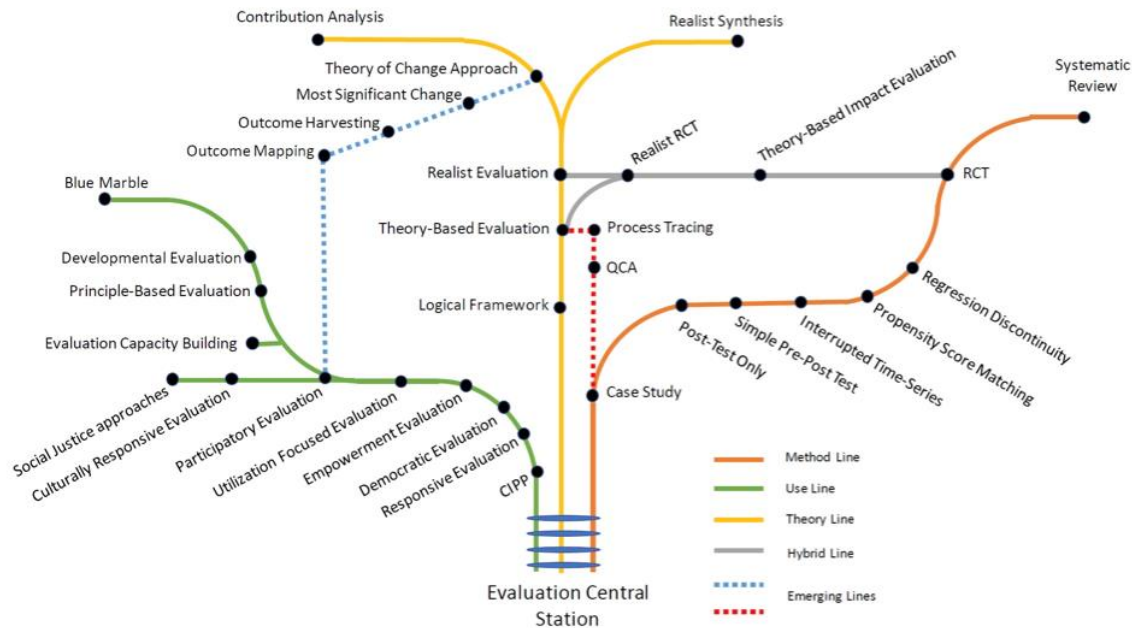 Contribution Analysis
Realist Synthesis
Theory of Change Approach
Systematic
Review
Most Significant Change
Theory-Based Impact Evaluation
Outcome Harvesting
Outcome Mapping
Realist RCT
Blue Marble
Realist Evaluation
RCT
Theory-Based Evaluation
Process Tracing
Developmental Evaluation
QCA
Principle-Based Evaluation
Logical Framework
Regression Discontinuity
Propensity Score Matching
Interrupted Time-Series
Simple Pre-Post Test
Post-Test Only
Evaluation Capacity Building
Case Study
Social Justice approaches
Culturally Responsive Evaluation
Participatory Evaluation
Utilization Focused Evaluation
Empowerment Evaluation
Democratic Evaluation
Responsive Evaluation
CIPP
Method Line
Use Line
Theory Line
Hybrid Line
Emerging Lines
Evaluation Central
Station